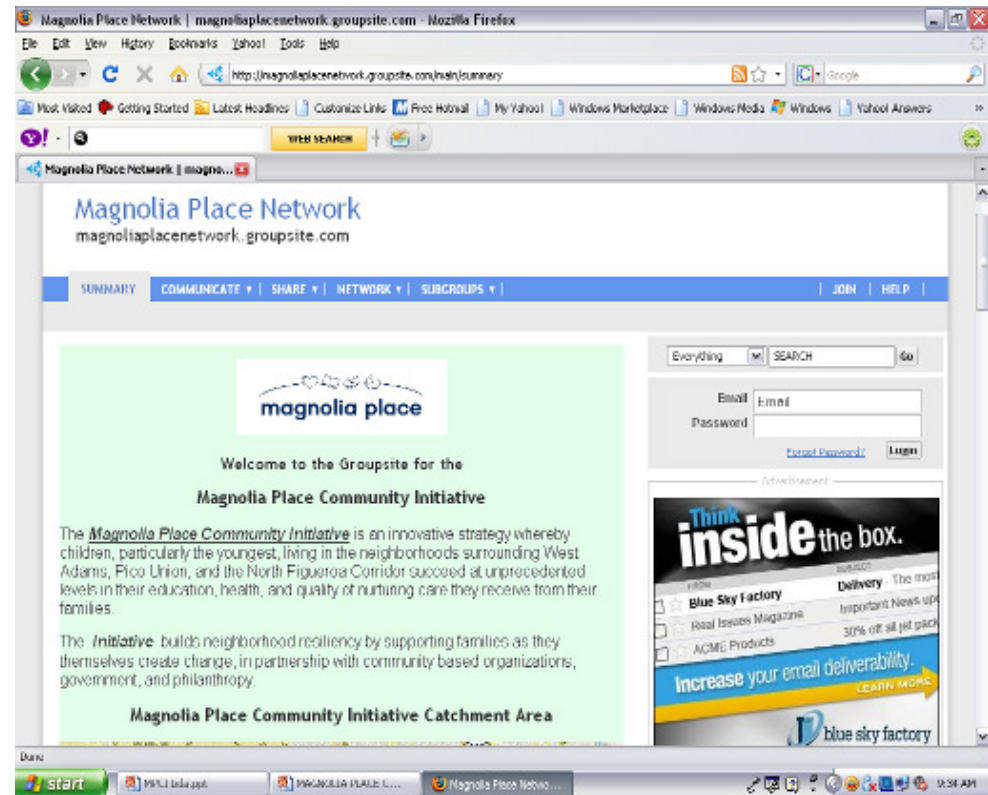 Magnolia Place Network | magnoliaplacenetwork.groupsite.com - Mozilla Firefox
File Edit View History Bookmarks Yahoo! Tools Help
http://magnoliaplacenetwork.groupsite.com/main/summary
Google
Most Visited Getting Started Latest Headlines Customize Links Free Hotmail My Yahoo! Windows Marketplace Windows Media Windows Yahoo! Answers
Y! WEB SEARCH
Magnolia Place Network | magno...
Magnolia Place Network
magnoliaplacenetwork.groupsite.com
SUMMARY COMMUNICATE | SHARE | NETWORK | SUBGROUPS | | JOIN | HELP |
Everything SEARCH Go
magnolia place
Email Email
Password
Forgot Password? Login
Welcome to the Groupsite for the
Magnolia Place Community Initiative
The Magnolia Place Community Initiative is an innovative strategy whereby
children, particularly the youngest, living in the neighborhoods surrounding West
Adams, Pico Union, and the North Figueroa Corridor succeed at unprecedented
levels in their education, health, and quality of nurturing care they receive from their
families.
The Initiative builds neighborhood resiliency by supporting families as they
themselves create change, in partnership with community based organizations,
government, and philanthropy.
Magnolia Place Community Initiative Catchment Area
Advertisement
Think
inside the box.
FROM SUBJECT
Blue Sky Factory Delivery - The most
Real Issues Magazine Important News upd
ACME Products 30% off all jet pack
Increase your email deliverability.
LEARN MORE
blue sky factory
Done
start MAGNOLIA PLACE C... Magnolia Place Netwo... 9:34 AM